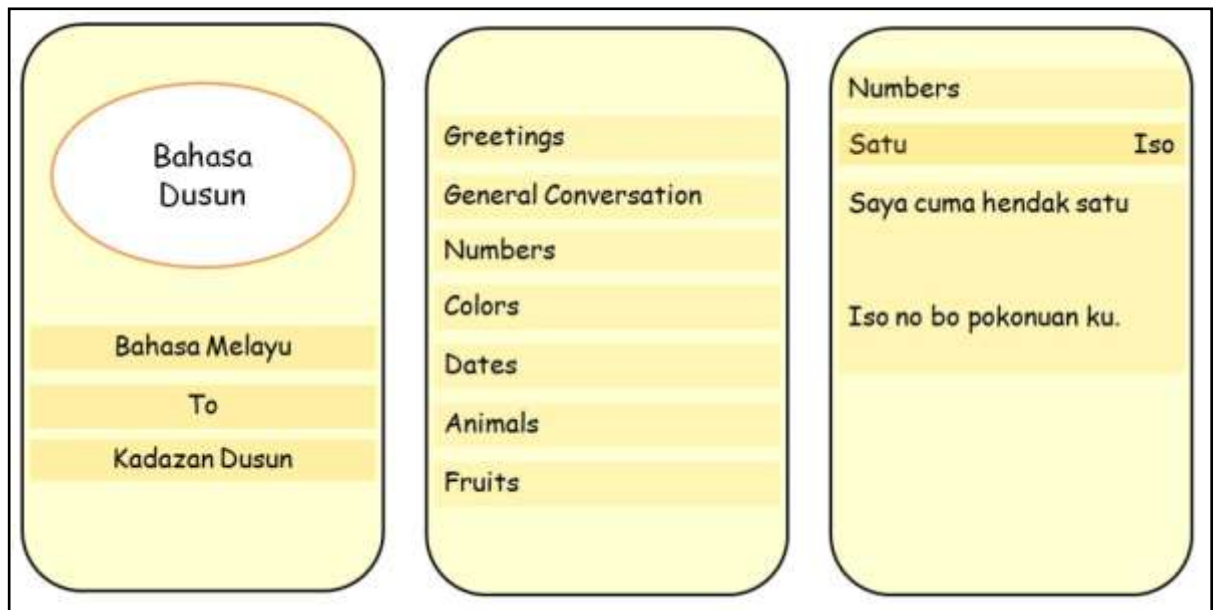 Bahasa
Dusun
Bahasa Melayu
To
Kadazan Dusun
Greetings
General Conversation
Numbers
Colors
Dates
Animals
Fruits
Numbers
Satu Iso
Saya cuma hendak satu
Iso no bo pokonuan ku.